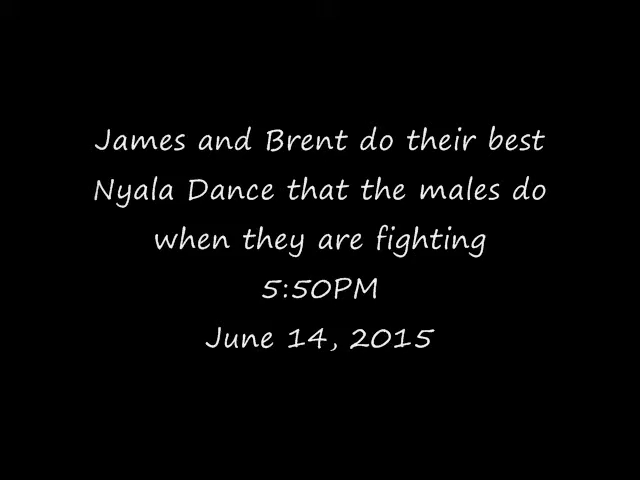 James and Brent do their best
Nyala Dance that the males do
when they are fighting
5:50PM
June 14, 2015